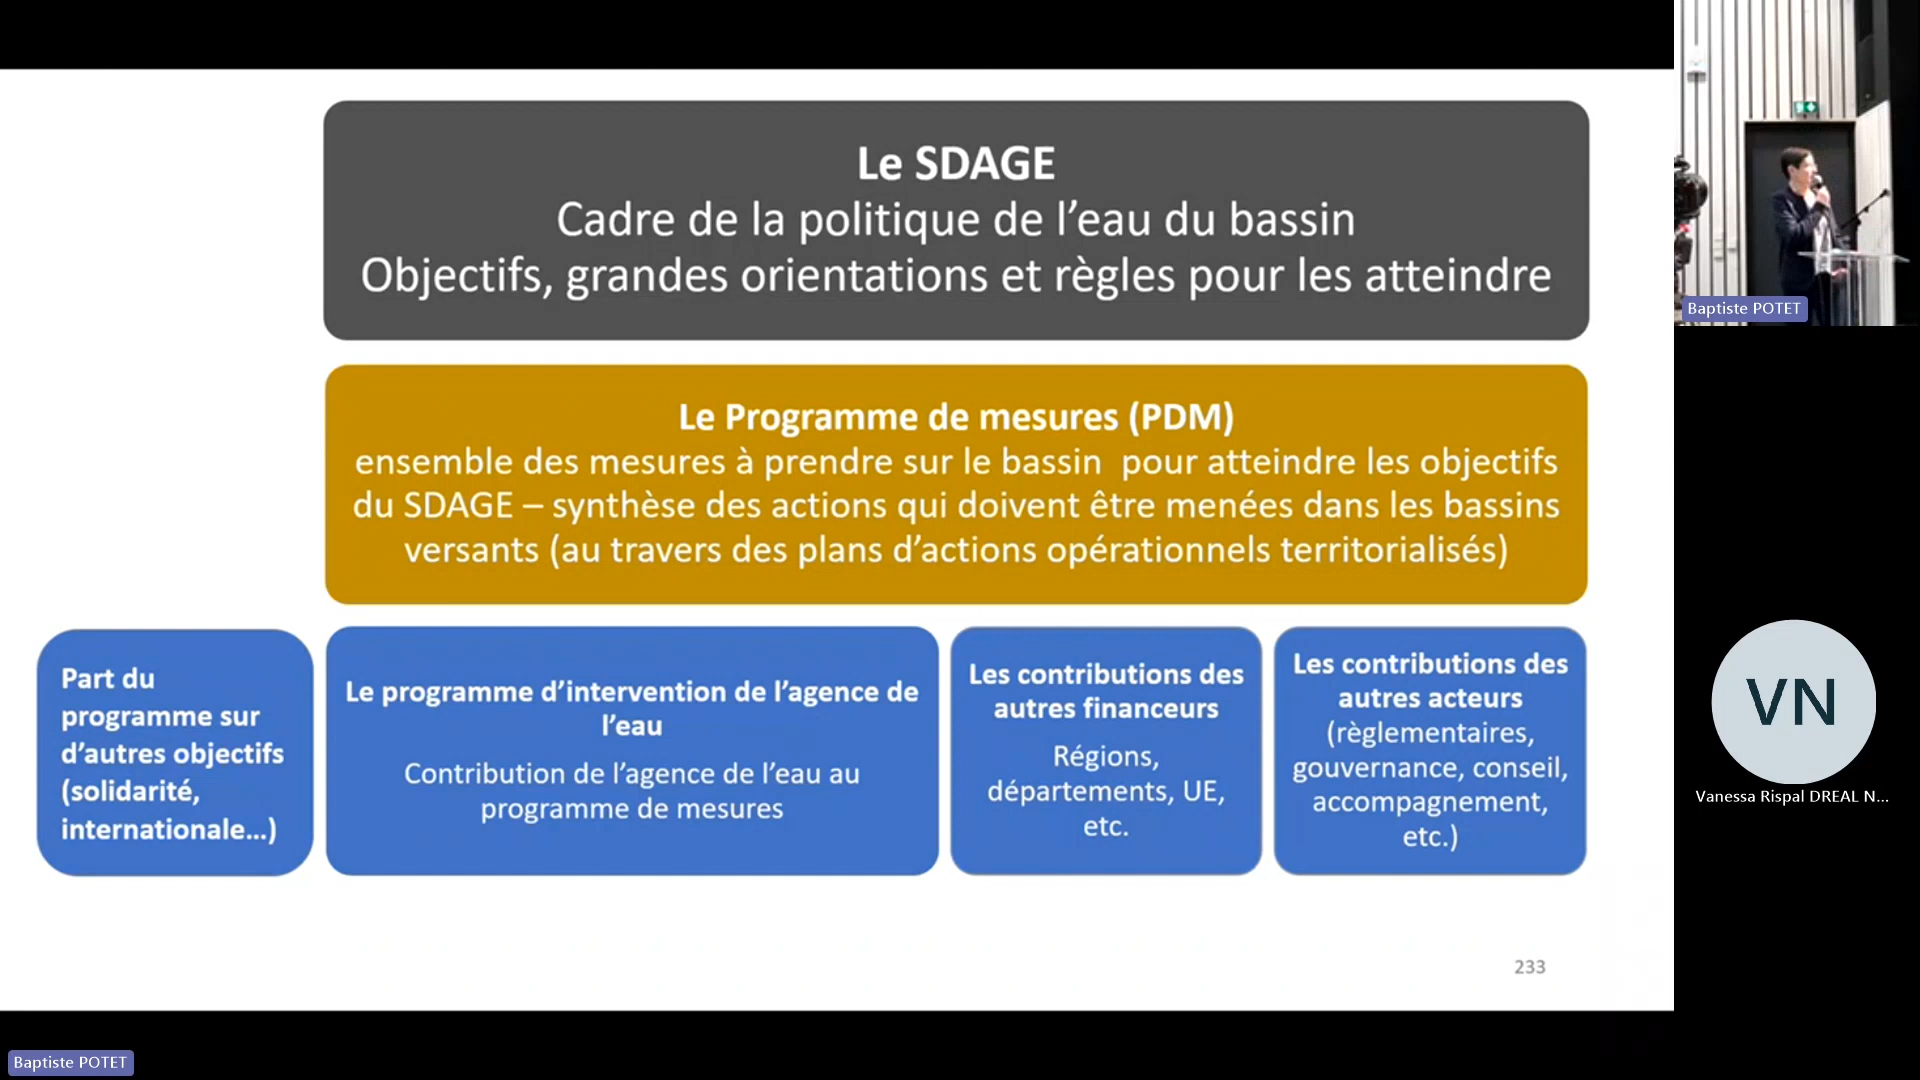 Le SDAGE
Cadre de la politique de l’eau du bassin
Objectifs, grandes orientations et règles pour les atteindre
Le Programme de mesures (PDM)
ensemble des mesures à prendre sur le bassin  pour atteindre les objectifs
du SDAGE – synthèse des actions qui doivent être menées dans les bassins
versants (au travers des plans d’actions opérationnels territorialisés)
Part du
programme sur
d’autres objectifs
(solidarité,
internationale...)
Le programme d’intervention de l’agence de
l’eau
Contribution de l’agence de l’eau au
programme de mesures
Les contributions des
autres financeurs
Régions,
départements, UE,
etc.
Les contributions des
autres acteurs
(règlementaires,
gouvernance, conseil,
accompagnement,
etc.)
233
Baptiste POTET
VN
Vanessa Rispal DREAL N...
Baptiste POTET